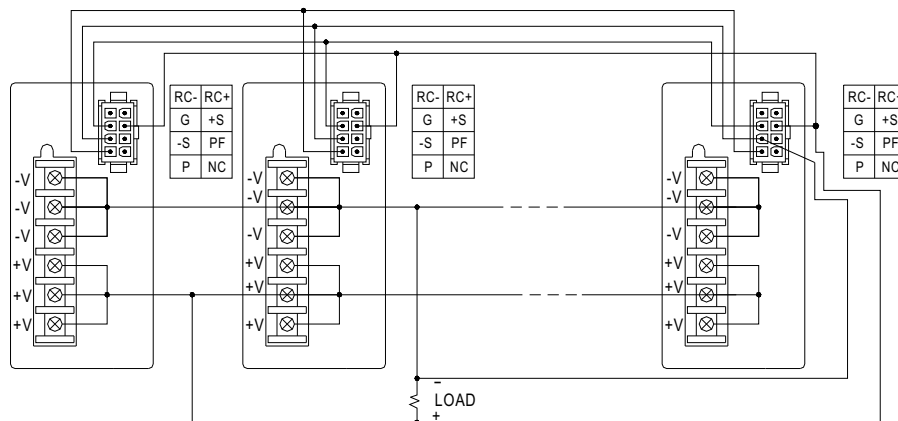 RC- RC+
G +S
-S PF
P NC
RC- RC+
G +S
-S PF
P NC
RC- RC+
G +S
-S PF
P NC
-V
-V
-V
+V
+V
+V
-V
-V
-V
+V
+V
+V
-V
-V
-V
+V
+V
+V
-
LOAD
+